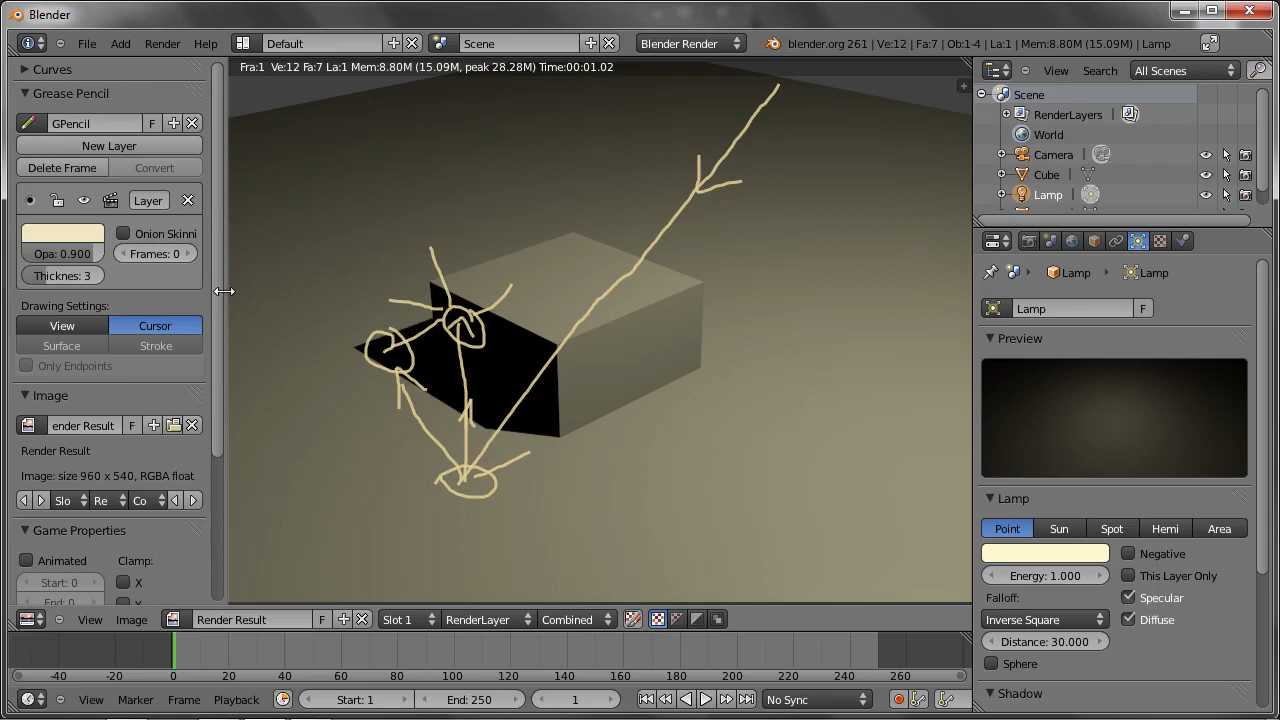 Blender
File Add Render Help Default Scene Blender Render blender.org 261 | Ve:12 | Fa:7 | Ob:1-4 | La:1 | Mem:8.80M (15.09M) | Lamp
Fra:1 Ve:12 Fa:7 La:1 Mem:8.80M (15.09M, peak 28.28M) Time:00:01.02
Curves
Grease Pencil
GPencil F
New Layer
Delete Frame Convert
Layer
Onion Skinni
Opa: 0.900 Frames: 0
Thicknes: 3
Drawing Settings:
View Cursor
Surface Stroke
Only Endpoints
Image
ender Result F
Render Result
Image: size 960 x 540, RGBA float
Slo Re Co
Game Properties
Animated Clamp:
Start: 0 X
End: 0
View Image Render Result F Slot 1 RenderLayer Combined
-40 -20 0 20 40 60 80 100 120 140 160 180 200 220 240 260
View Marker Frame Playback Start: 1 End: 250 1 No Sync
View Search All Scenes
Scene
RenderLayers
World
Camera
Cube
Lamp
Lamp Lamp
Lamp F
Preview
Lamp
Point Sun Spot Hemi Area
Negative
Energy: 1.000 This Layer Only
Falloff: Specular
Inverse Square Diffuse
Distance: 30.000
Sphere
Shadow